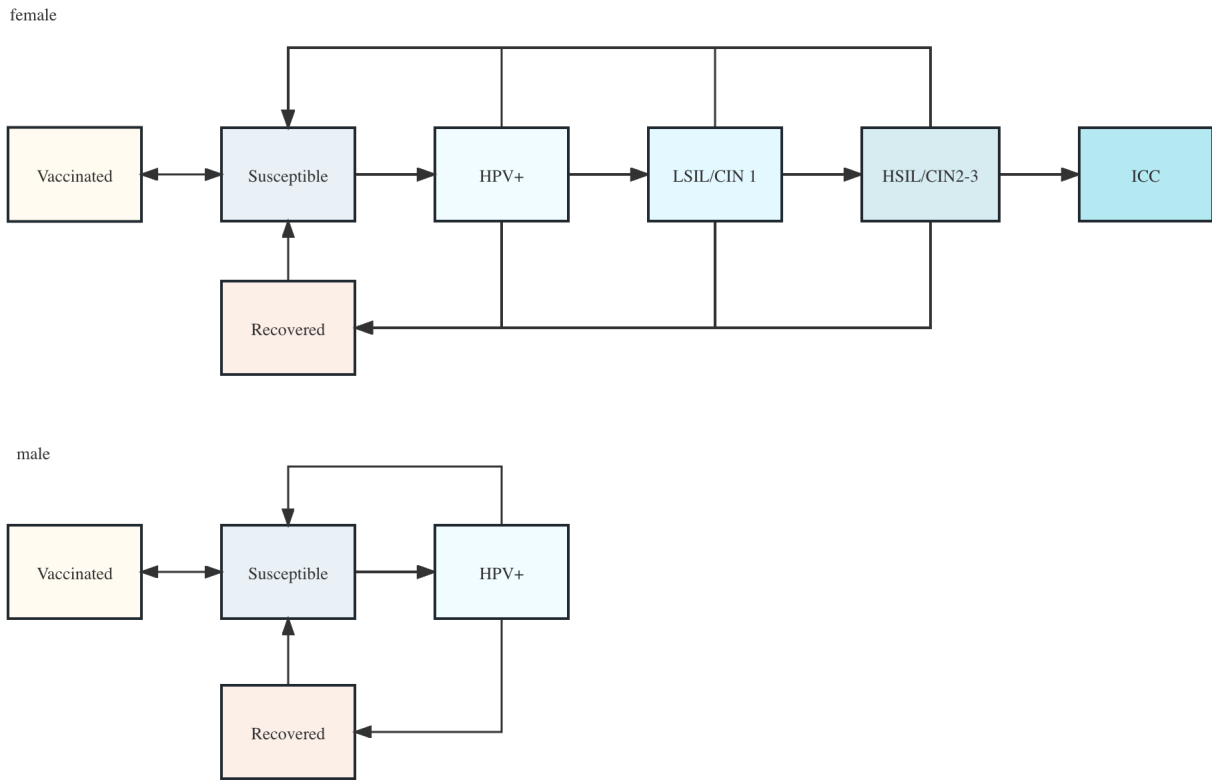 female
Vaccinated
Susceptible
HPV+
LSIL/CIN 1
HSIL/CIN2-3
ICC
Recovered
male
Vaccinated
Susceptible
HPV+
Recovered